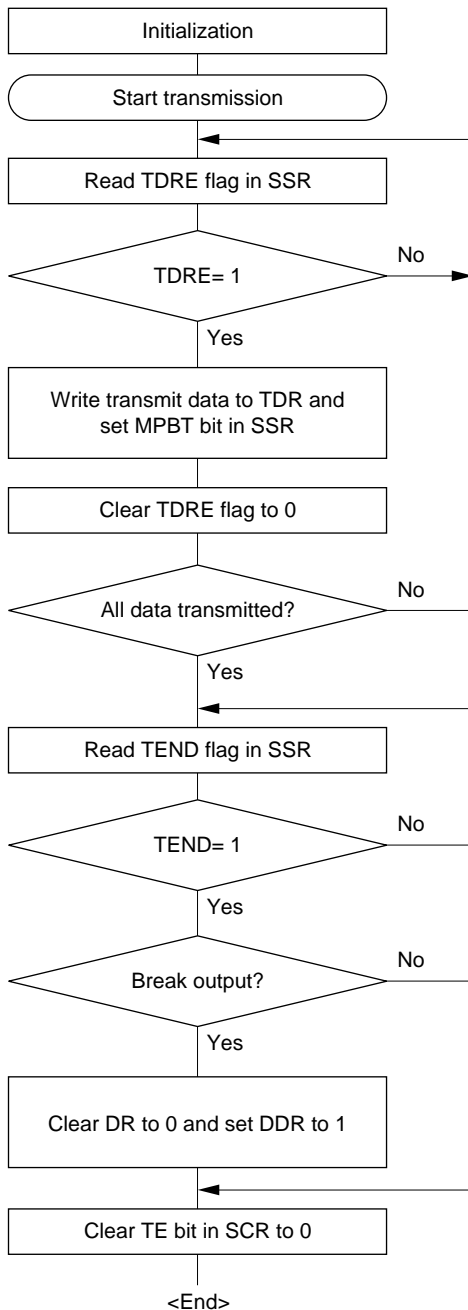 Initialization
Start transmission
Read TDRE flag in SSR
TDRE= 1
No
Yes
Write transmit data to TDR and
set MPBT bit in SSR
Clear TDRE flag to 0
All data transmitted?
No
Yes
Read TEND flag in SSR
TEND= 1
No
Yes
Break output?
No
Yes
Clear DR to 0 and set DDR to 1
Clear TE bit in SCR to 0
<End>